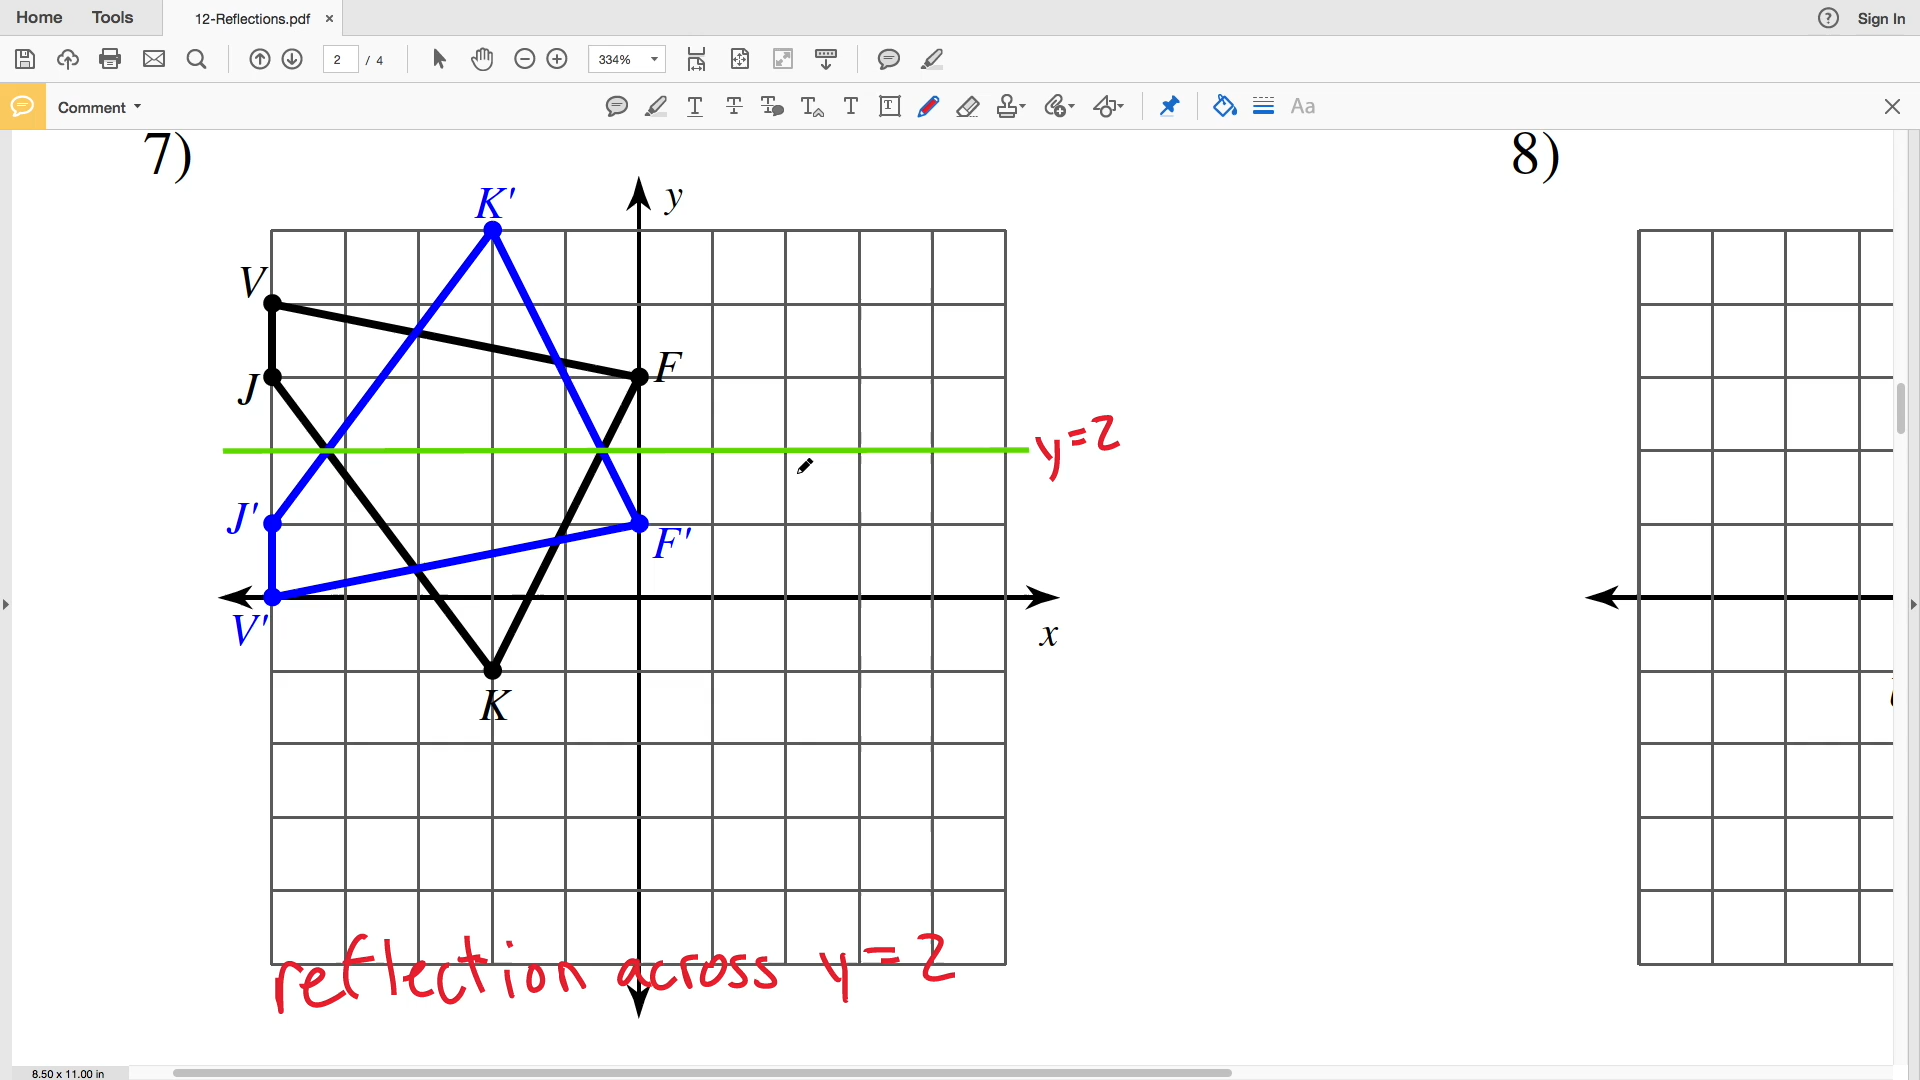 Home Tools 12-Reflections.pdf × Sign In
2 / 4 334%
Comment Aa
7) 8)
y
K'
V
F
J
y=2
J'
F'
V'
x
K
reflection across y=2
8.50 x 11.00 in